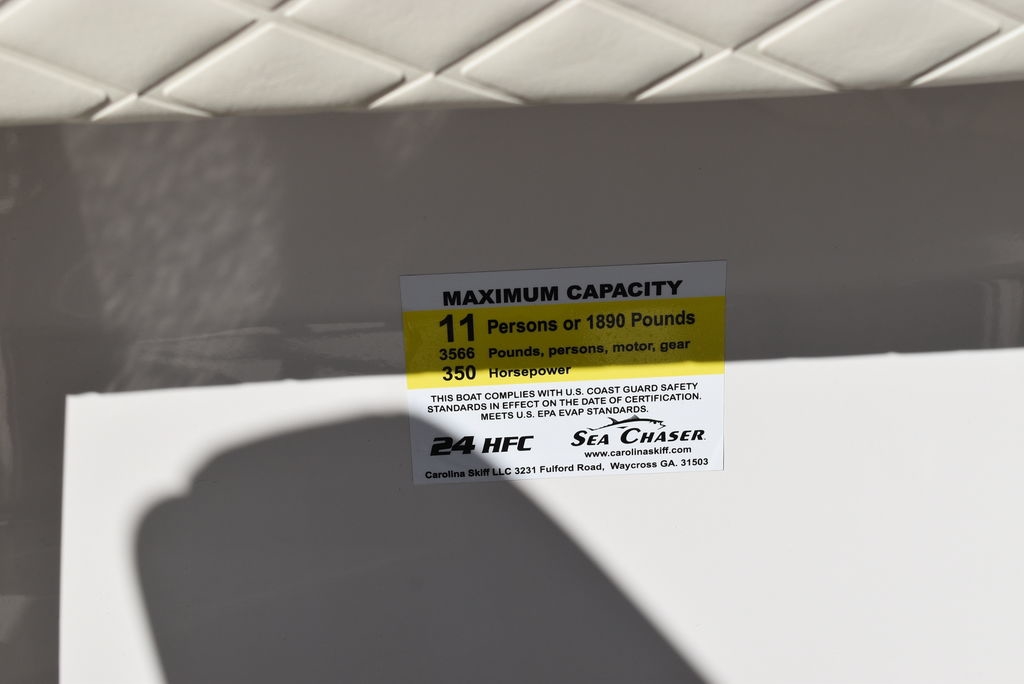 MAXIMUM CAPACITY
11 Persons or 1890 Pounds
3566 Pounds, persons, motor, gear
350 Horsepower
THIS BOAT COMPLIES WITH U.S. COAST GUARD SAFETY
STANDARDS IN EFFECT ON THE DATE OF CERTIFICATION.
MEETS U.S. EPA EVAP STANDARDS.
24 HFC SEA CHASER
www.carolinaskiff.com
Carolina Skiff LLC 3231 Fulford Road, Waycross GA. 31503